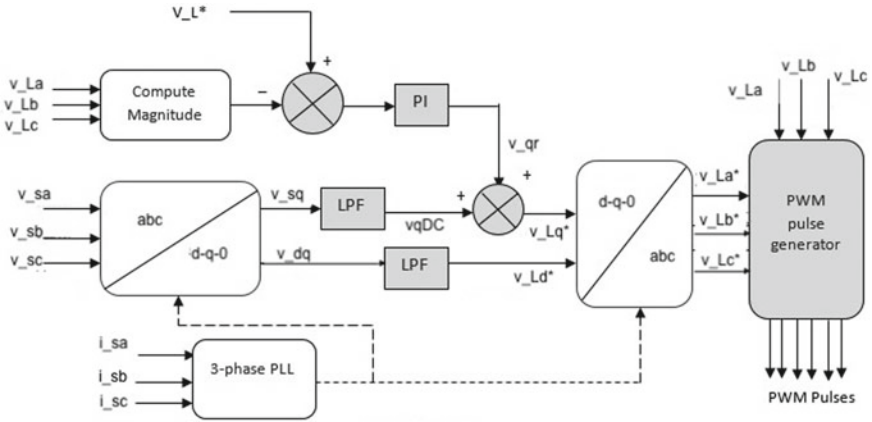 V_L*
+
v_La
v_Lb
v_Lc
Compute
Magnitude
−
PI
v_qr
+
v_sa
v_sb
v_sc
abc
d-q-0
v_sq
LPF
vqDC
+
v_Lq*
v_dq
LPF
v_Ld*
d-q-0
abc
v_La*
v_Lb*
v_Lc*
v_La
v_Lb
v_Lc
PWM
pulse
generator
PWM Pulses
i_sa
i_sb
i_sc
3-phase PLL